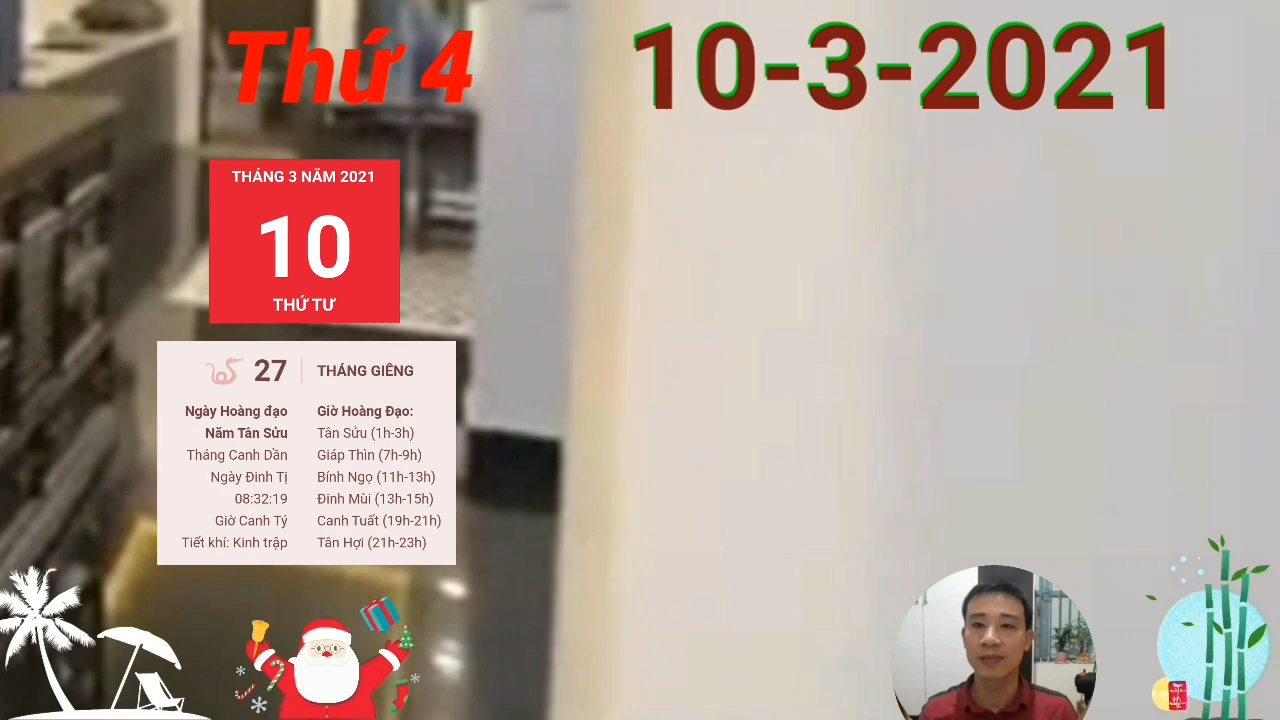 Thứ 4
10-3-2021
THÁNG 3 NĂM 2021
10
THỨ TƯ
27
THÁNG GIÊNG
Ngày Hoàng đạo
Năm Tân Sửu
Tháng Canh Dần
Ngày Đinh Tị
08:32:19
Giờ Canh Tý
Tiết khí: Kinh trập
Giờ Hoàng Đạo:
Tân Sửu (1h-3h)
Giáp Thìn (7h-9h)
Bính Ngọ (11h-13h)
Đinh Mùi (13h-15h)
Canh Tuất (19h-21h)
Tân Hợi (21h-23h)